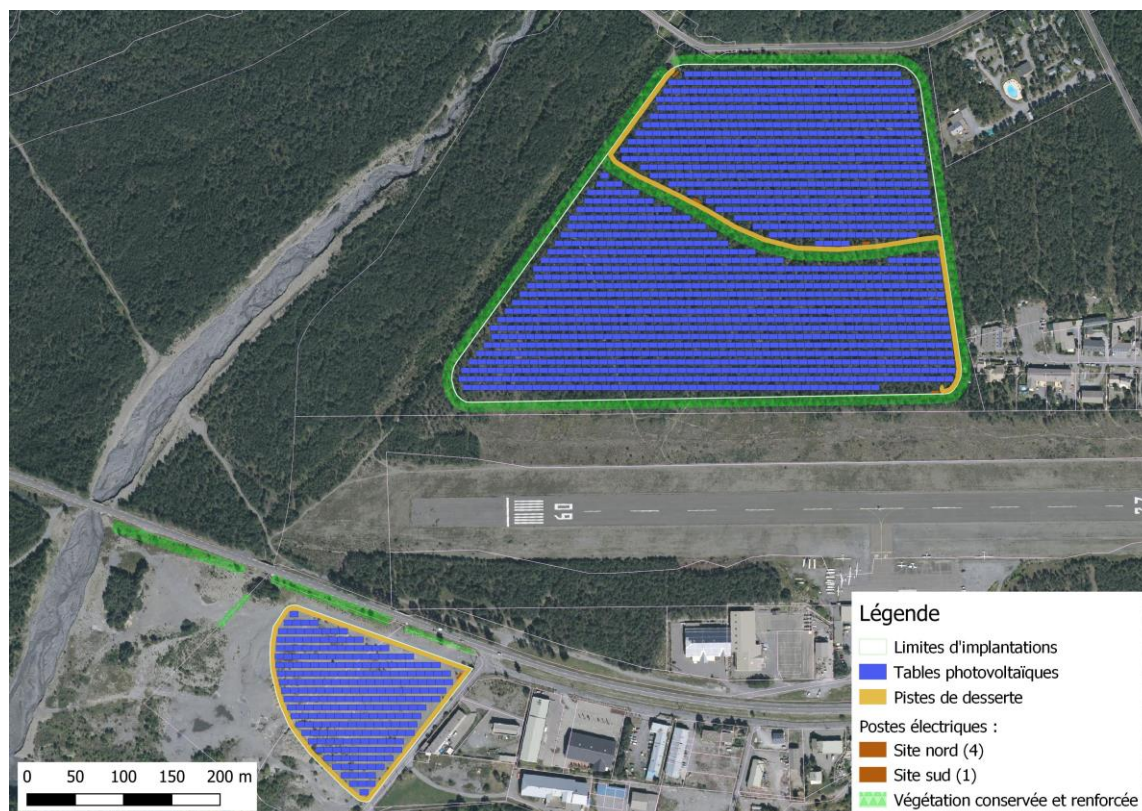 09
27
Légende
Limites d'implantations
Tables photovoltaïques
Pistes de desserte
Postes électriques :
Site nord (4)
Site sud (1)
Végétation conservée et renforcée
0 50 100 150 200 m